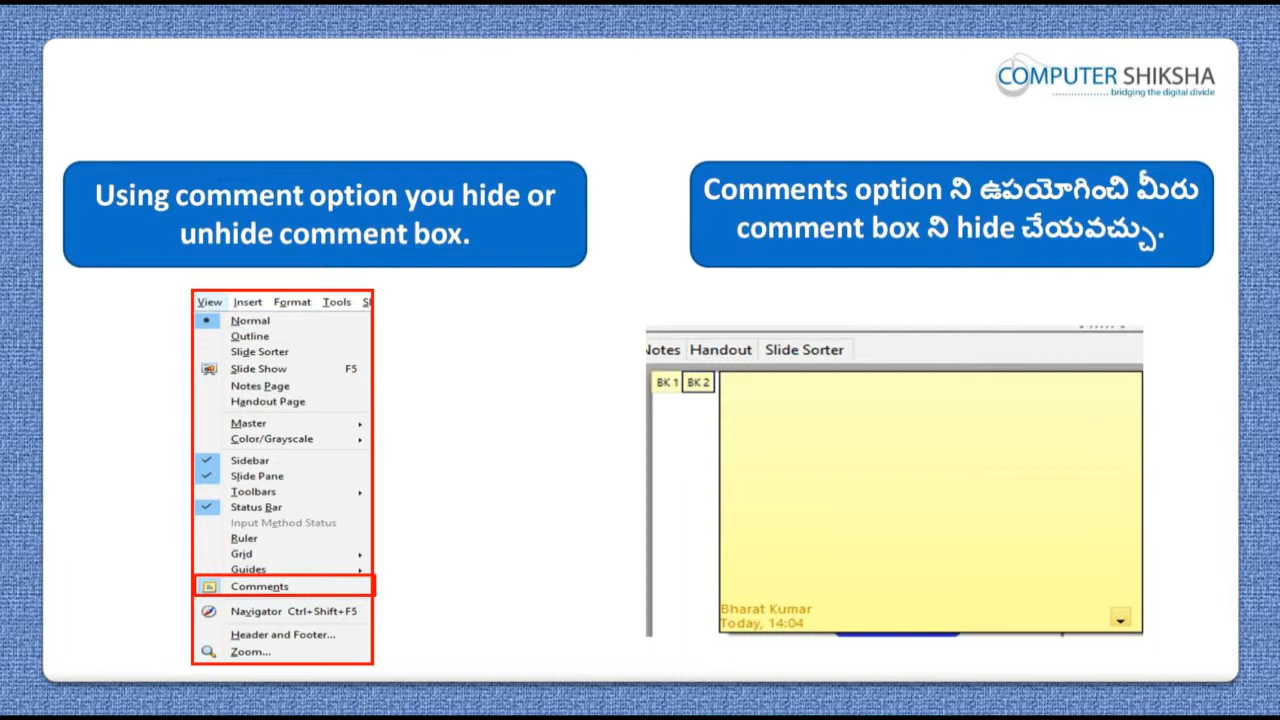 COMPUTER SHIKSHA
bridging the digital divide
Using comment option you hide or
unhide comment box.
Comments option ని ఉపయోగించి మీరు
comment box ని hide చేయవచ్చు.
View Insert Format Tools
Normal
Outline
Slide Sorter
Slide Show F5
Notes Page
Handout Page
Master
Color/Grayscale
Sidebar
Slide Pane
Toolbars
Status Bar
Input Method Status
Ruler
Grid
Guides
Comments
Navigator Ctrl+Shift+F5
Header and Footer...
Zoom...
Notes Handout Slide Sorter
BK 1 BK 2
Bharat Kumar
Today, 14:04